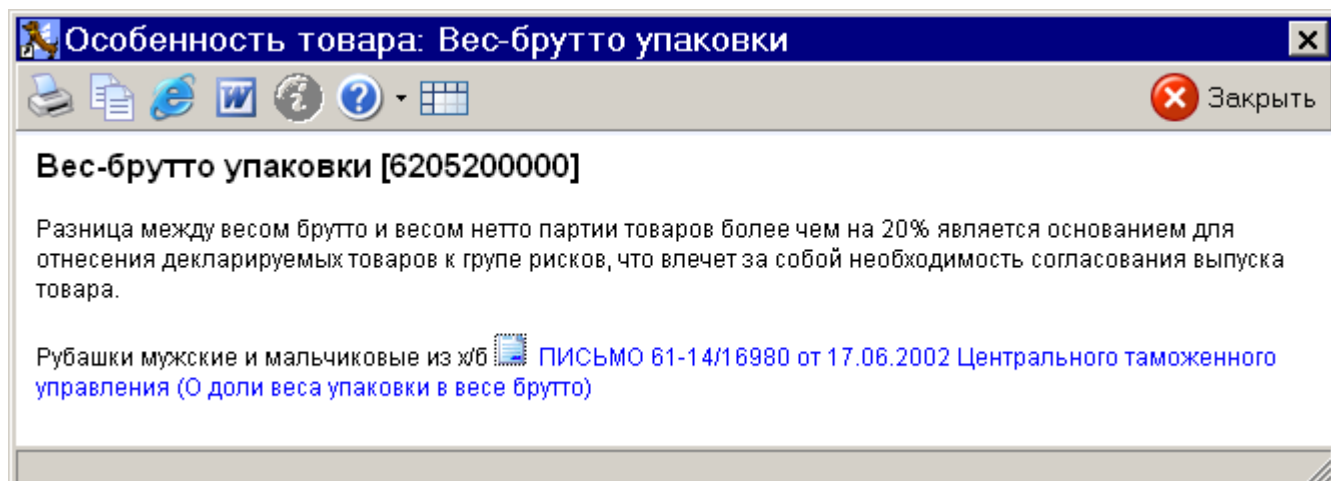 Особенность товара: Вес-брутто упаковки
Закрыть
Вес-брутто упаковки [6205200000]
Разница между весом брутто и весом нетто партии товаров более чем на 20% является основанием для
отнесения декларируемых товаров к групе рисков, что влечет за собой необходимость согласования выпуска
товара.
Рубашки мужские и мальчиковые из х/б ПИСЬМО 61-14/16980 от 17.06.2002 Центрального таможенного
управления (О доли веса упаковки в весе брутто)